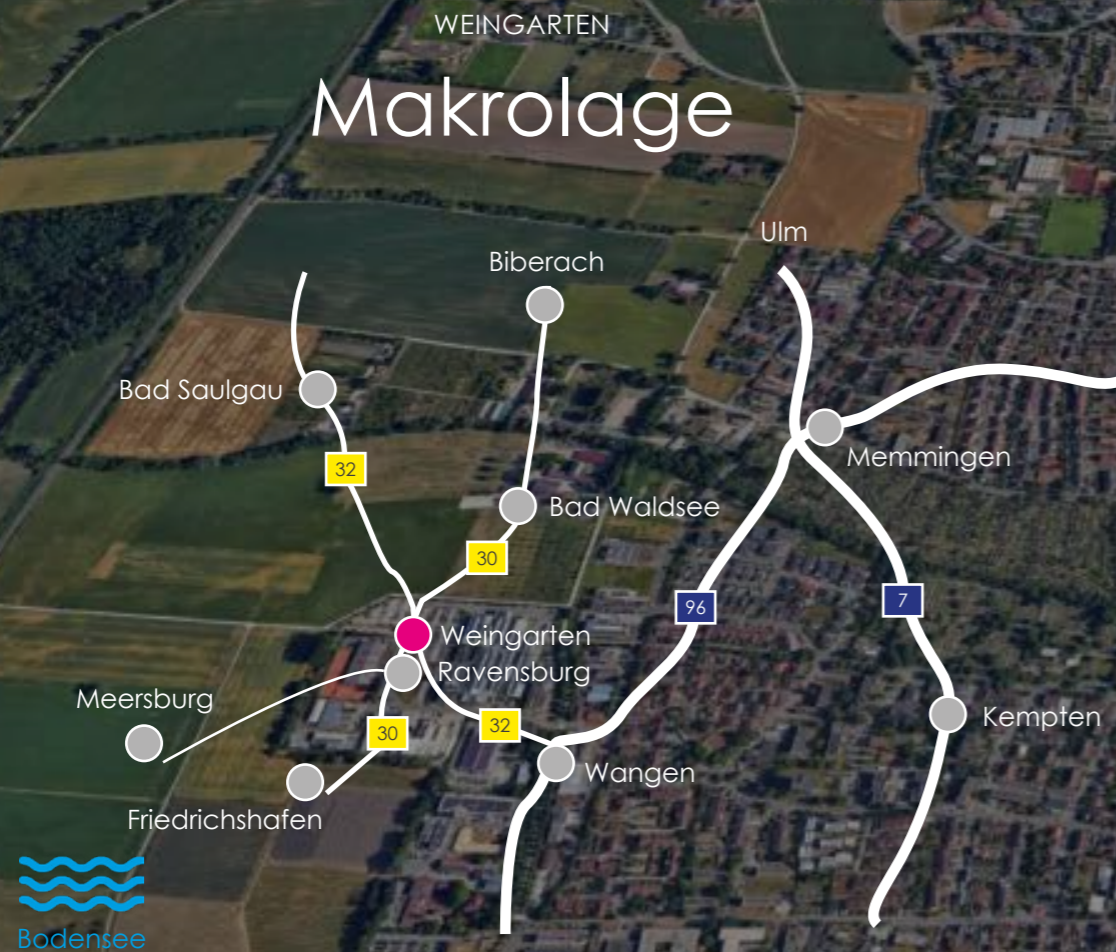 WEINGARTEN
Makrolage
Ulm
Biberach
Bad Saulgau
Memmingen
32
Bad Waldsee
30
96
7
Weingarten
Ravensburg
Meersburg
Kempten
30
32
Wangen
Friedrichshafen
Bodensee